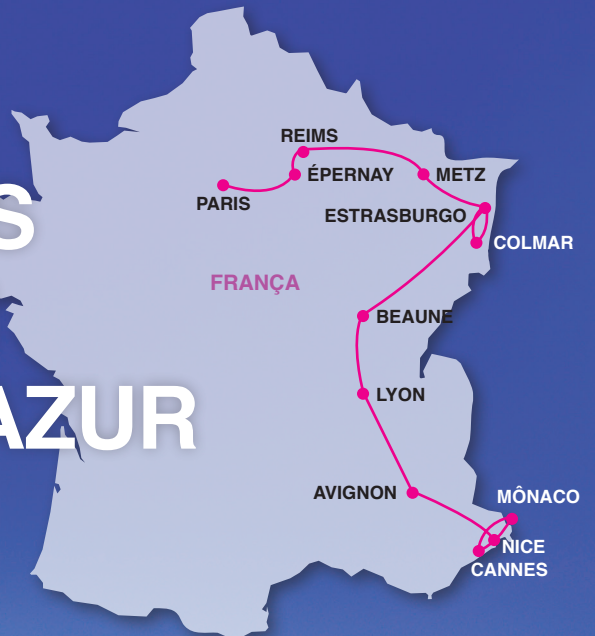 REIMS
ÉPERNAY
METZ
PARIS
ESTRASBURGO
COLMAR
FRANÇA
BEAUNE
AZUR
LYON
AVIGNON
MÔNACO
NICE
CANNES